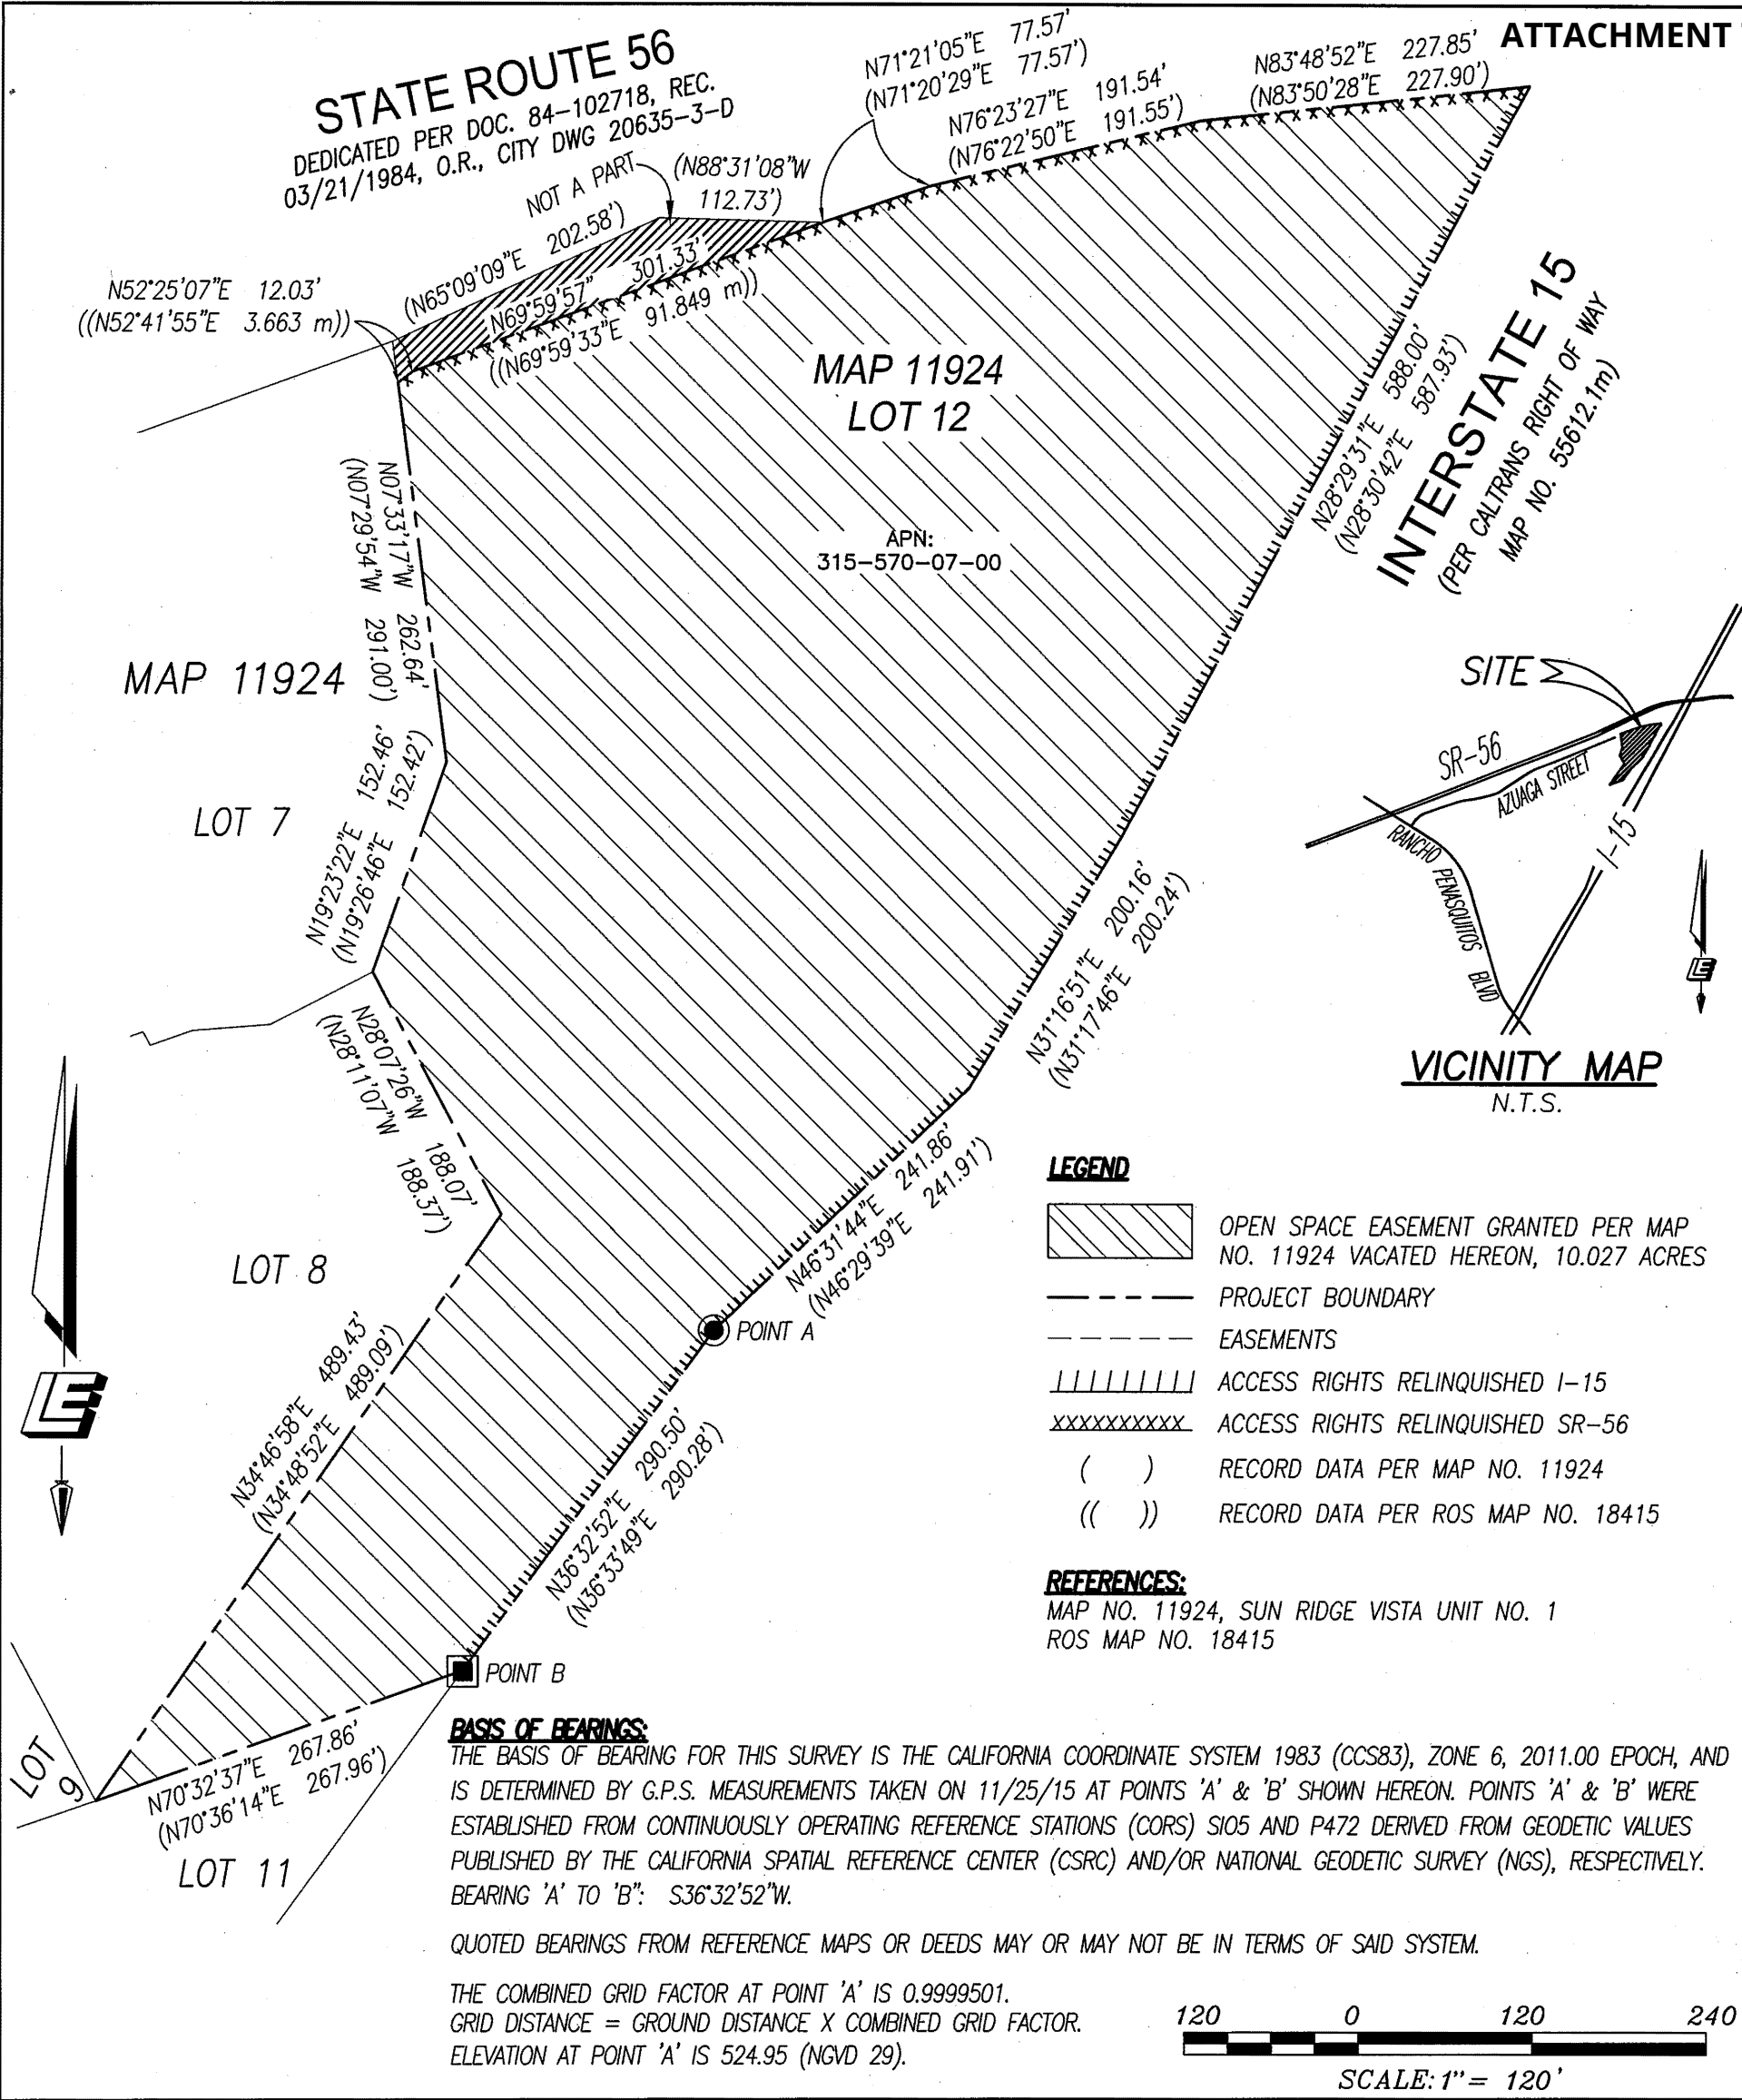 ATTACHMENT
STATE ROUTE 56
DEDICATED PER DOC. 84-102718, REC.
03/21/1984, O.R., CITY DWG 20635-3-D
N71°21'05"E 77.57'
(N71°20'29"E 77.57')
N76°23'27"E 191.54'
(N76°22'50"E 191.55')
N83°48'52"E 227.85'
(N83°50'28"E 227.90')
NOT A PART
(N88°31'08"W
112.73')
(N65°09'09"E 202.58')
N52°25'07"E 12.03'
((N52°41'55"E 3.663 m))
N69°59'57" 301.33'
((N69°59'33"E 91.849 m))
MAP 11924
LOT 12
APN:
315-570-07-00
N28°29'31"E 588.00'
(N28°30'42"E 587.93')
INTERSTATE 15
(PER CALTRANS RIGHT OF WAY
MAP NO. 55612.1m)
N07°33'17"W 262.64'
(N07°29'54"W 291.00')
MAP 11924
LOT 7
N19°23'22"E 152.46'
(N19°26'46"E 152.42')
N31°16'51"E 200.16'
(N31°17'46"E 200.24')
SITE
SR-56
AZUAGA STREET
RANCHO PENASQUITOS BLVD
I-15
LE
VICINITY MAP
N.T.S.
N28°07'26"W 188.07'
(N28°11'07"W 188.37')
LOT 8
N46°31'44"E 241.86'
(N46°29'39"E 241.91')
POINT A
LE
N34°46'58"E 489.43'
(N34°48'52"E 489.09')
N36°32'52"E 290.50'
(N36°33'49"E 290.28')
POINT B
LOT 9
N70°32'37"E 267.86'
(N70°36'14"E 267.96')
LOT 11
LEGEND
OPEN SPACE EASEMENT GRANTED PER MAP
NO. 11924 VACATED HEREON, 10.027 ACRES
PROJECT BOUNDARY
EASEMENTS
ACCESS RIGHTS RELINQUISHED I-15
XXXXXXXXXX ACCESS RIGHTS RELINQUISHED SR-56
( ) RECORD DATA PER MAP NO. 11924
(( )) RECORD DATA PER ROS MAP NO. 18415
REFERENCES:
MAP NO. 11924, SUN RIDGE VISTA UNIT NO. 1
ROS MAP NO. 18415
BASIS OF BEARINGS:
THE BASIS OF BEARING FOR THIS SURVEY IS THE CALIFORNIA COORDINATE SYSTEM 1983 (CCS83), ZONE 6, 2011.00 EPOCH, AND
IS DETERMINED BY G.P.S. MEASUREMENTS TAKEN ON 11/25/15 AT POINTS 'A' & 'B' SHOWN HEREON. POINTS 'A' & 'B' WERE
ESTABLISHED FROM CONTINUOUSLY OPERATING REFERENCE STATIONS (CORS) SIO5 AND P472 DERIVED FROM GEODETIC VALUES
PUBLISHED BY THE CALIFORNIA SPATIAL REFERENCE CENTER (CSRC) AND/OR NATIONAL GEODETIC SURVEY (NGS), RESPECTIVELY.
BEARING 'A' TO 'B": S36°32'52"W.
QUOTED BEARINGS FROM REFERENCE MAPS OR DEEDS MAY OR MAY NOT BE IN TERMS OF SAID SYSTEM.
THE COMBINED GRID FACTOR AT POINT 'A' IS 0.9999501.
GRID DISTANCE = GROUND DISTANCE X COMBINED GRID FACTOR.
ELEVATION AT POINT 'A' IS 524.95 (NGVD 29).
120 0 120 240
SCALE: 1" = 120'